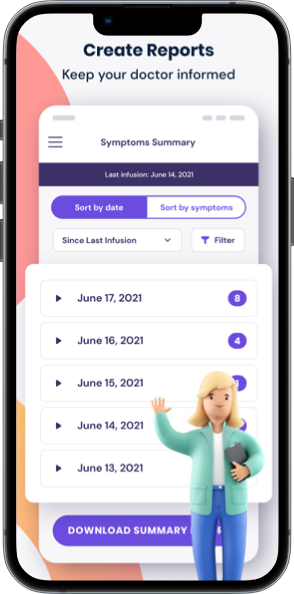 Create Reports
Keep your doctor informed
Symptoms Summary
Last infusion: June 14, 2021
Sort by date
Sort by symptoms
Since Last Infusion
Filter
June 17, 2021
8
June 16, 2021
4
June 15, 2021
June 14, 2021
June 13, 2021
DOWNLOAD SUMMARY